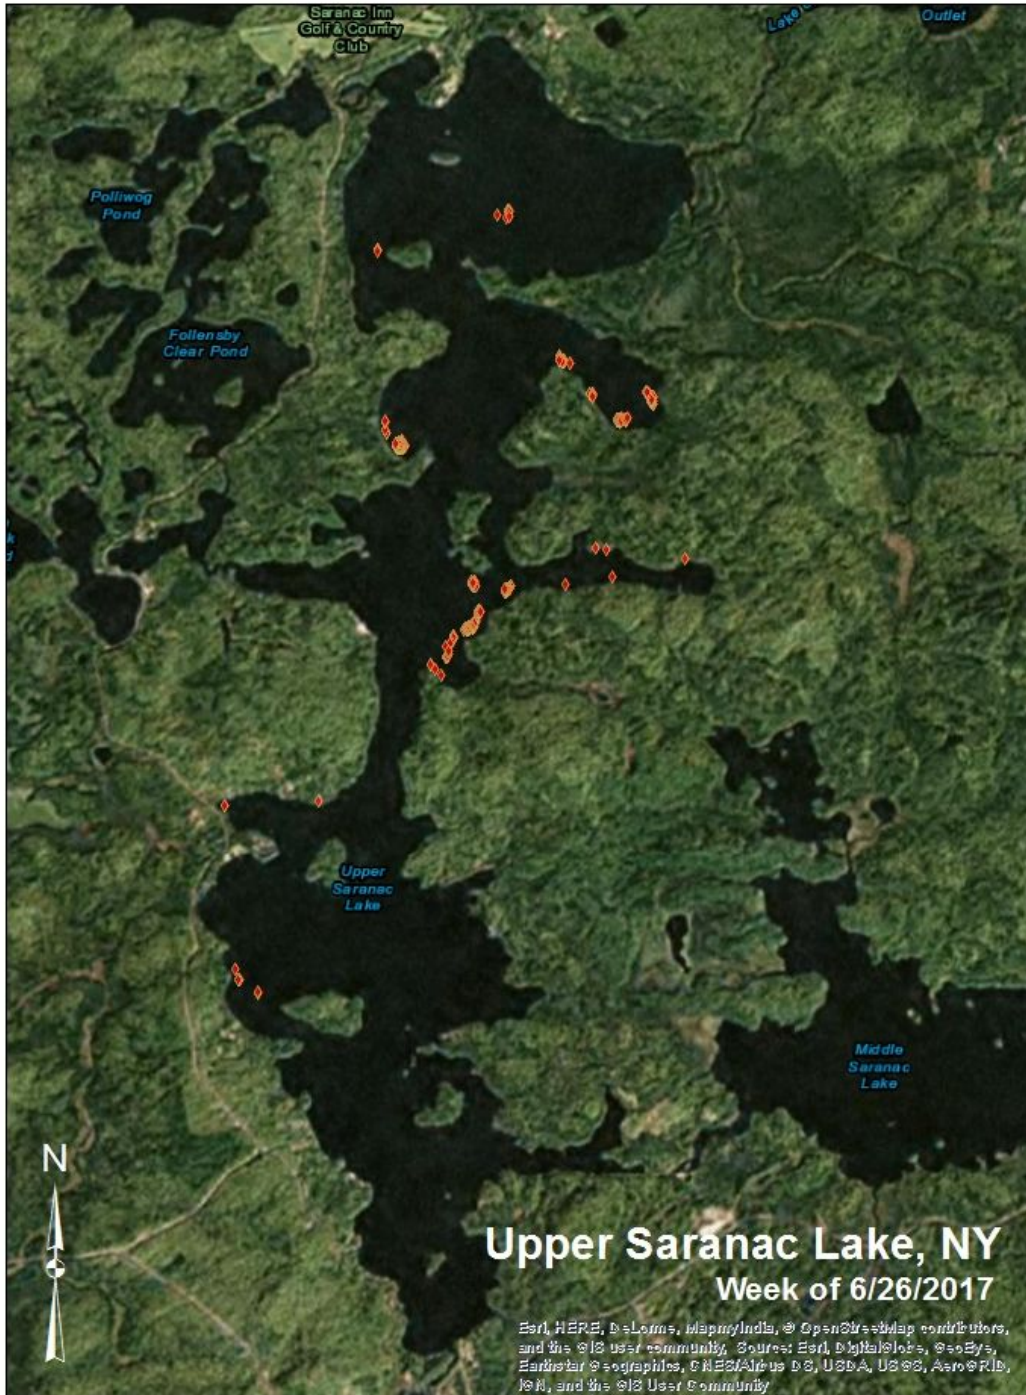 Saranac Inn
Golf & Country
Club
Outlet
Polliwog
Pond
Follensby
Clear Pond
Upper
Saranac
Lake
Middle
Saranac
Lake
N
Upper Saranac Lake, NY
Week of 6/26/2017
Esri, HERE, DeLorme, MapmyIndia, © OpenStreetMap contributors,
and the GIS user community, Source: Esri, DigitalGlobe, GeoEye,
Earthstar Geographics, CNES/Airbus DS, USDA, USGS, AeroGRID,
IGN, and the GIS User Community